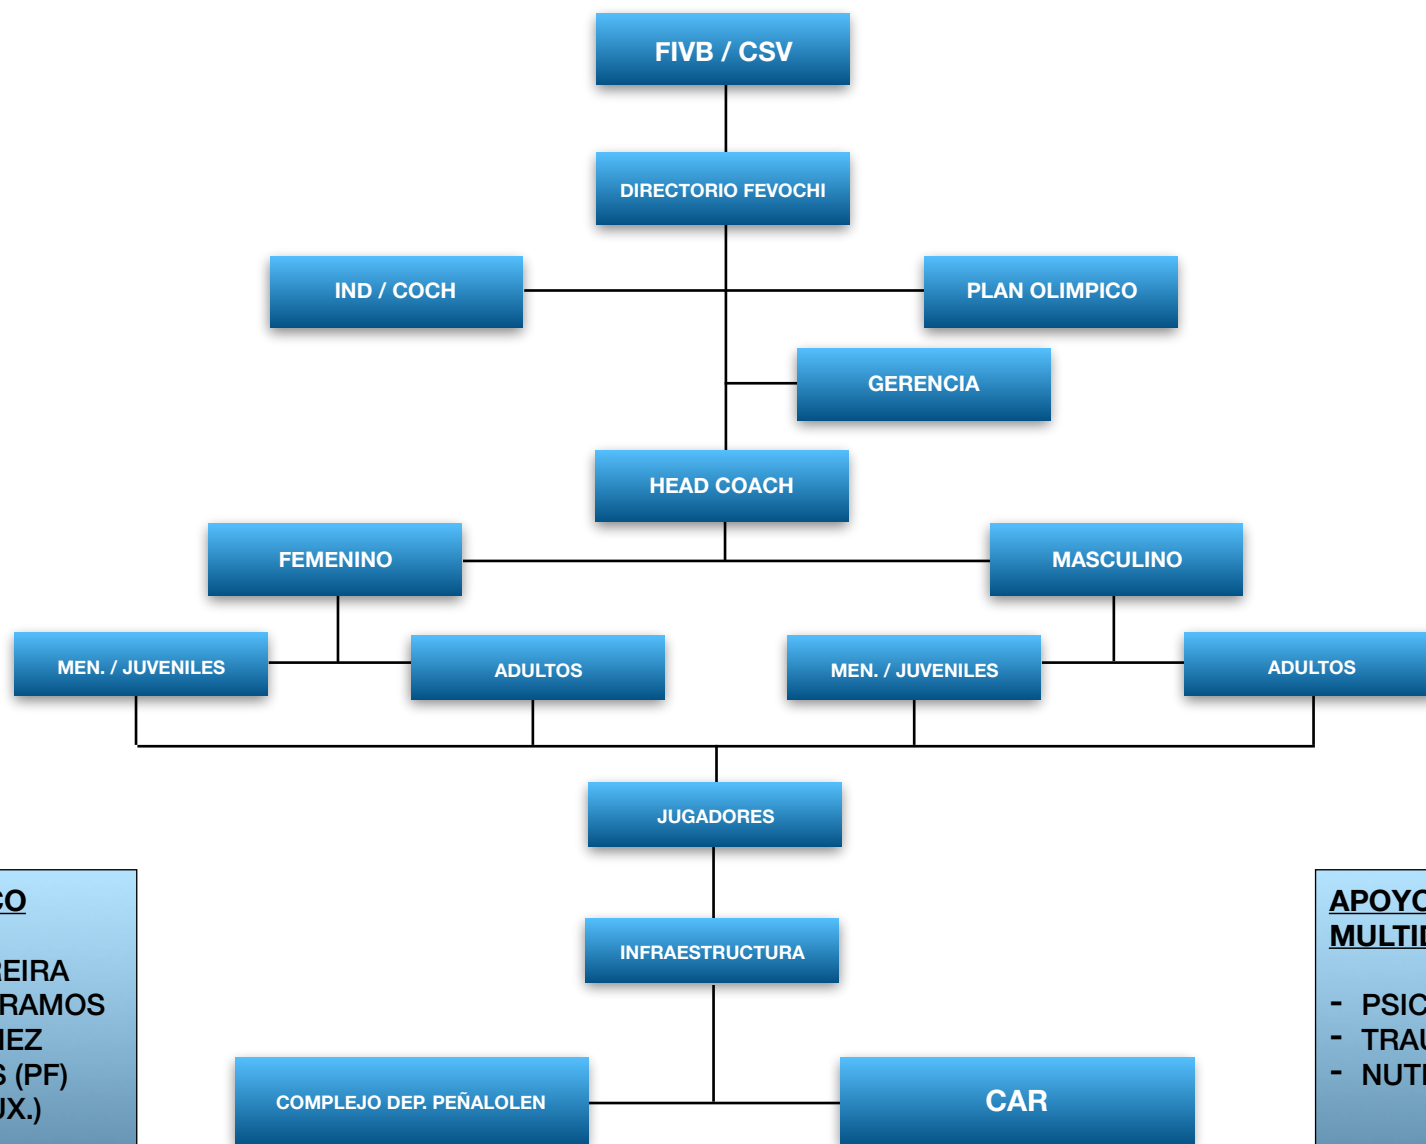 FIVB / CSV
DIRECTORIO FEVOCHI
IND / COCH
PLAN OLIMPICO
GERENCIA
HEAD COACH
FEMENINO
MASCULINO
MEN. / JUVENILES
ADULTOS
MEN. / JUVENILES
ADULTOS
JUGADORES
INFRAESTRUCTURA
COMPLEJO DEP. PEÑALOLEN
CAR
RAMOS
(PF)
APOYO
-
-
-